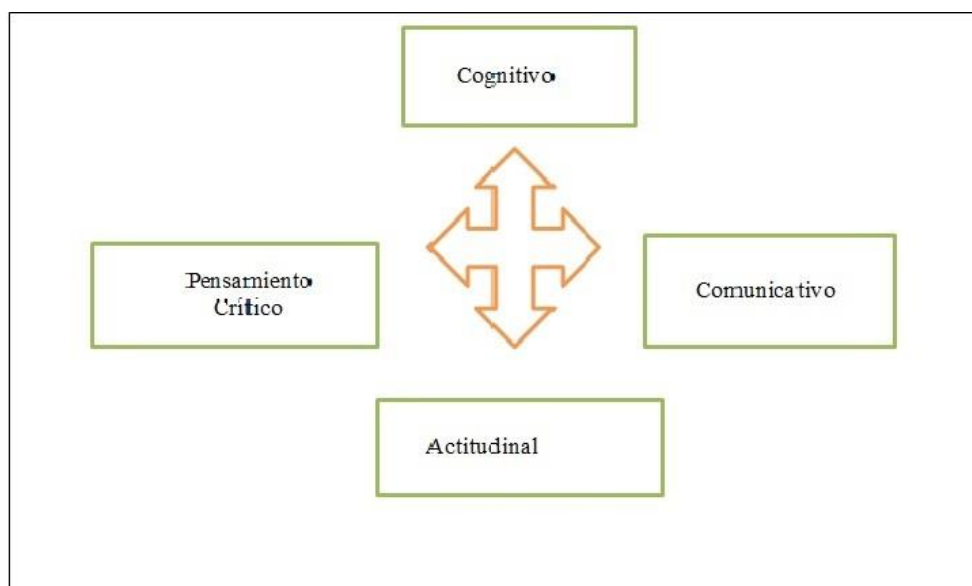 Cognitivo
Pensamiento
Crítico
Comunicativo
Actitudinal